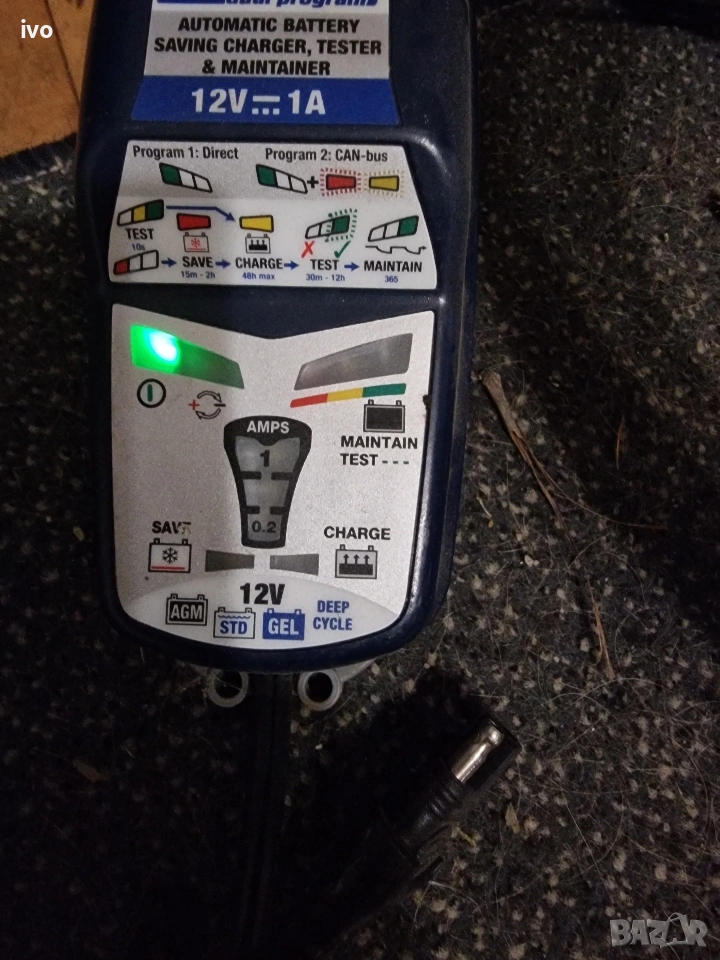 ivo
dual program
AUTOMATIC BATTERY
SAVING CHARGER, TESTER
& MAINTAINER
12V 1A
Program 1: Direct Program 2: CAN-bus
+
TEST SAVE CHARGE TEST MAINTAIN
10s 15m - 2h 48h max 30m - 12h 365
AMPS
1
MAINTAIN
TEST - - -
0.2
SAVE CHARGE
12V
AGM STD GEL DEEP
CYCLE
BAZAR